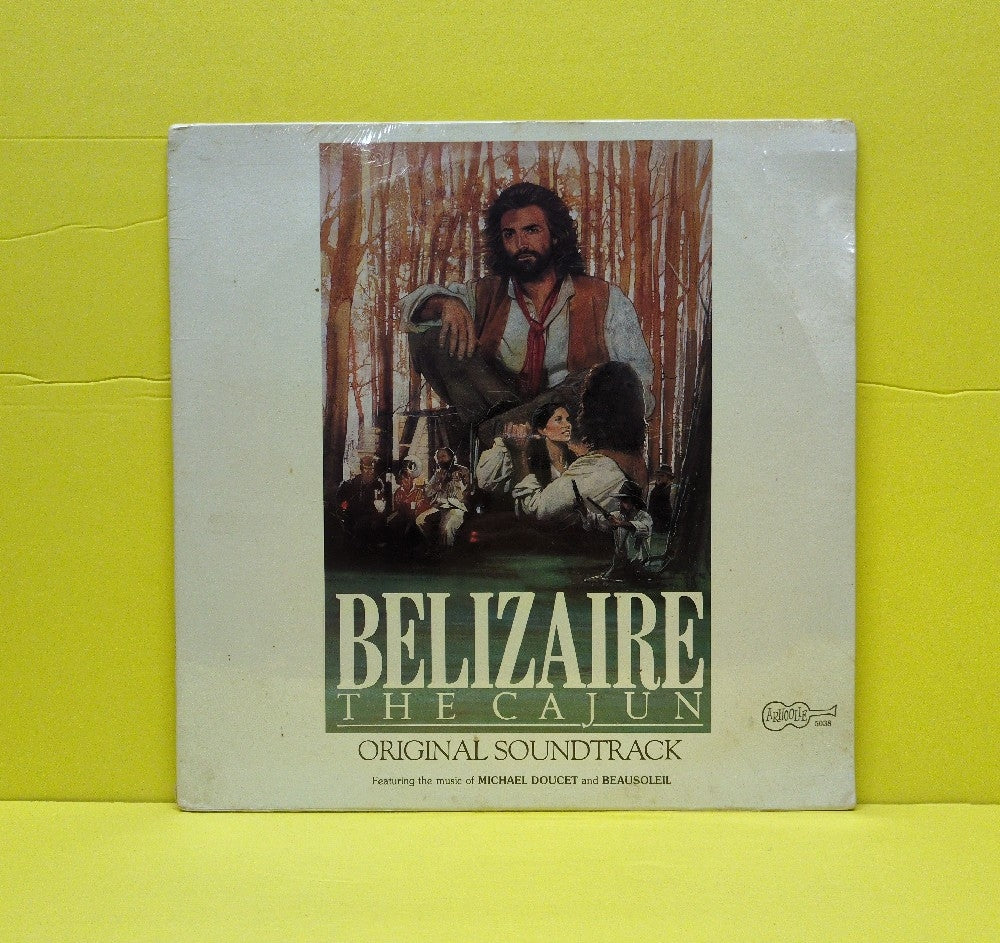 BELIZAIRE
THE CAJUN
ARHOOLIE
5038
ORIGINAL SOUNDTRACK
Featuring the music of MICHAEL DOUCET and BEAUSOLEIL